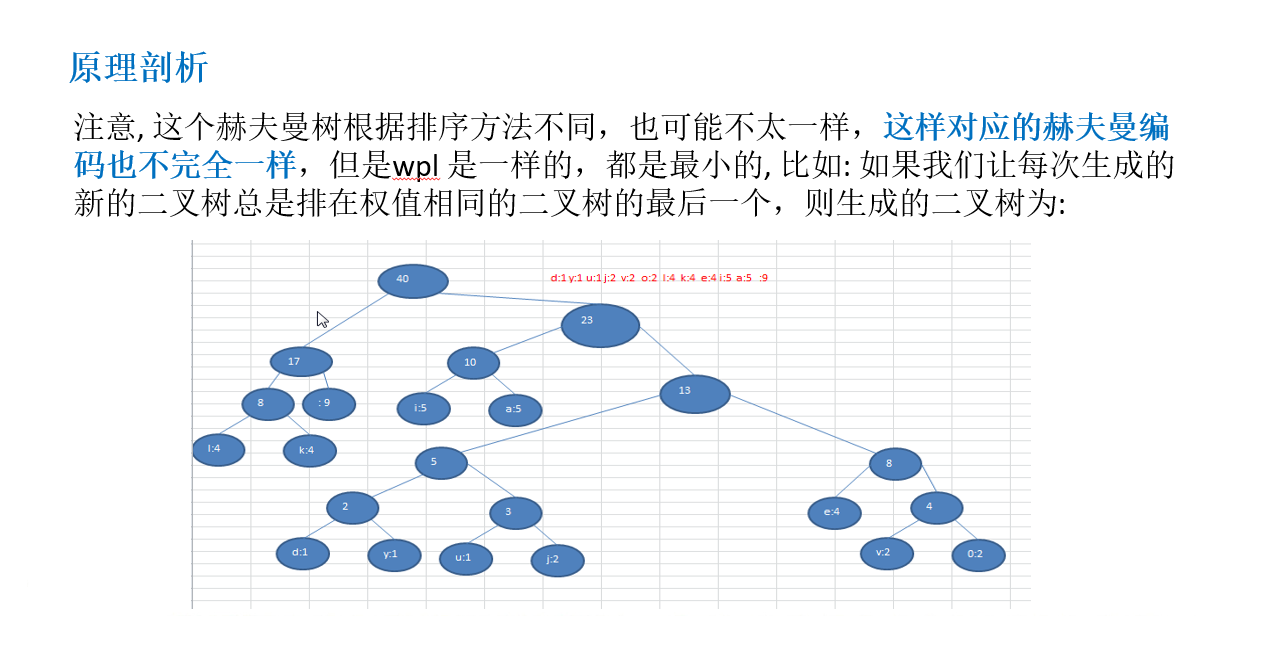 原理剖析
注意, 这个赫夫曼树根据排序方法不同，也可能不太一样，这样对应的赫夫曼编
码也不完全一样，但是wpl 是一样的，都是最小的, 比如: 如果我们让每次生成的
新的二叉树总是排在权值相同的二叉树的最后一个，则生成的二叉树为:
40
d:1 y:1 u:1 j:2 v:2 o:2 l:4 k:4 e:4 i:5 a:5 :9
23
17
10
13
8
: 9
i:5
a:5
l:4
k:4
5
8
2
3
e:4
4
d:1
y:1
u:1
j:2
v:2
0:2